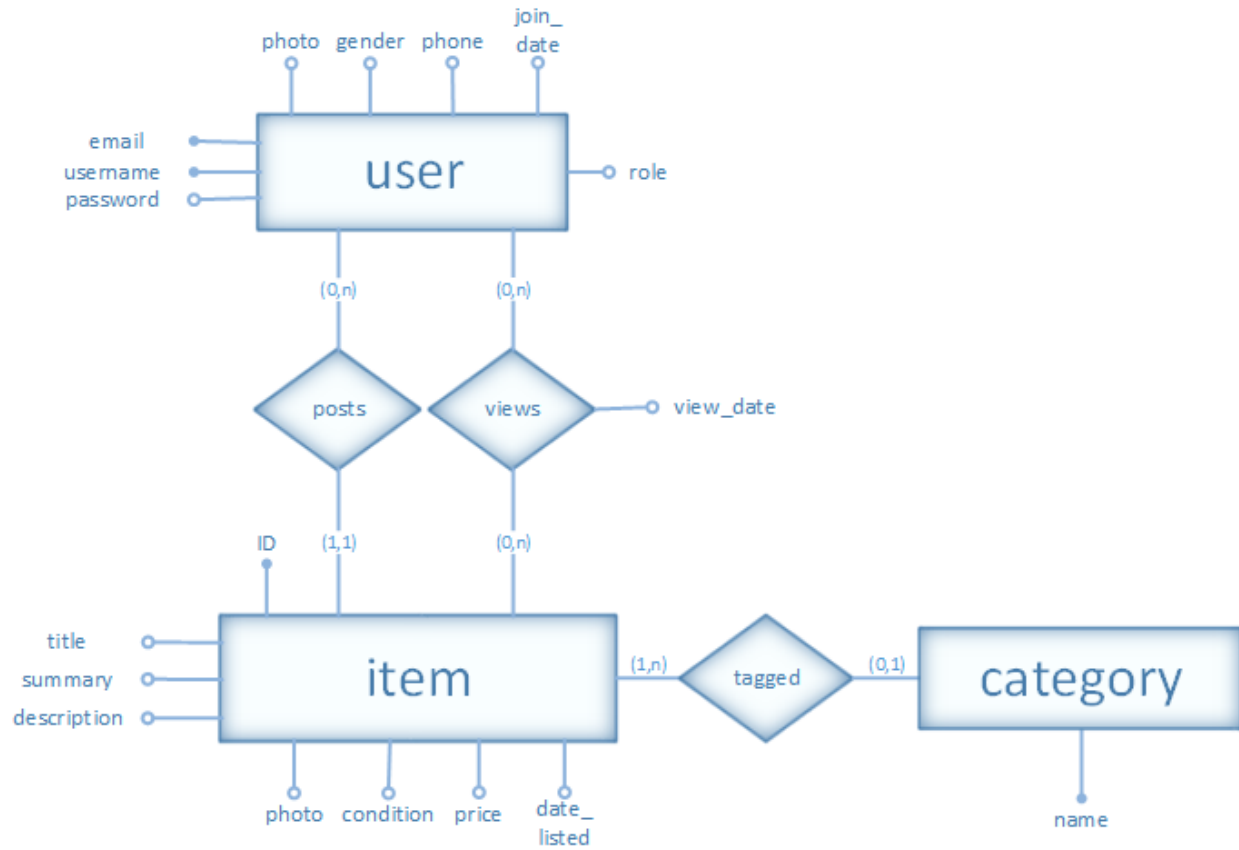 photo gender phone join_
date
email
username
password
user
role
(0,n) (0,n)
posts views view_date
ID (1,1) (0,n)
title
summary
description
item
(1,n) tagged (0,1)
category
photo condition price date_
listed
name